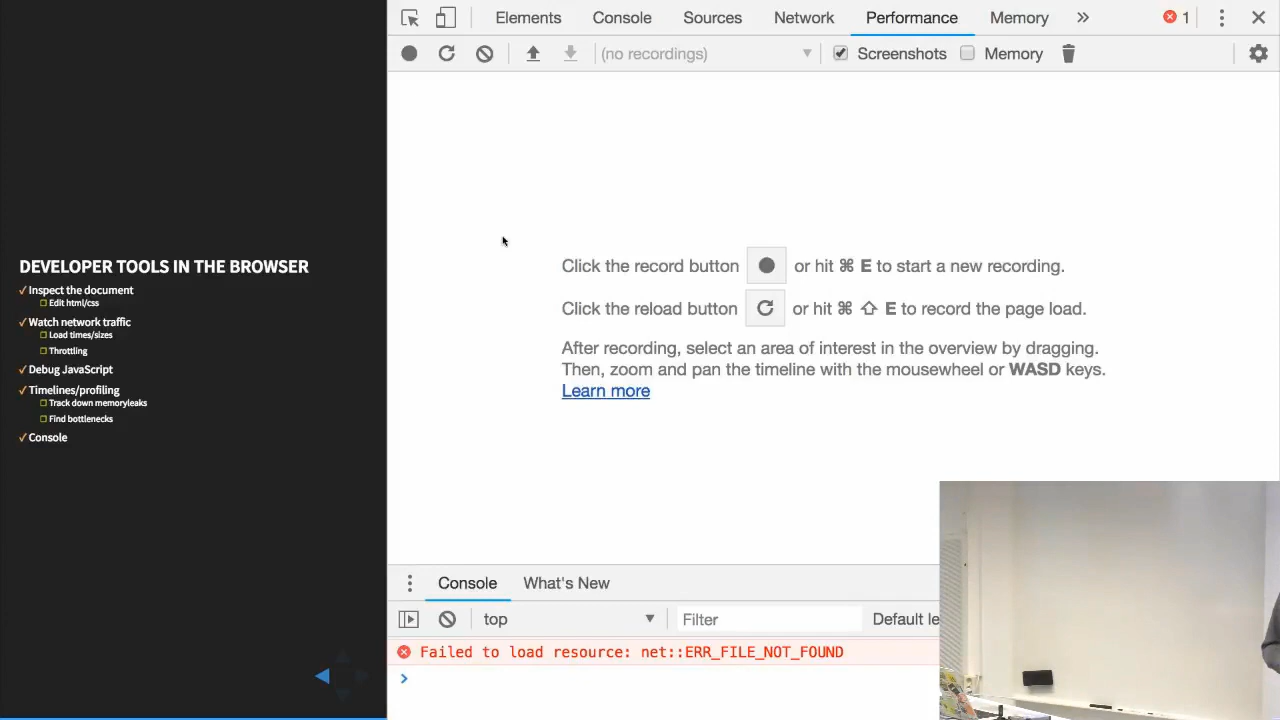 DEVELOPER TOOLS IN THE BROWSER
Inspect the document
Edit html/css
Watch network traffic
Load times/sizes
Throttling
Debug JavaScript
Timelines/profiling
Track down memoryleaks
Find bottlenecks
Console
Elements Console Sources Network Performance Memory » 1
(no recordings) Screenshots Memory
Click the record button or hit ⌘ E to start a new recording.
Click the reload button or hit ⌘ ⇧ E to record the page load.
After recording, select an area of interest in the overview by dragging.
Then, zoom and pan the timeline with the mousewheel or WASD keys.
Learn more
Console What's New
top Filter Default le
Failed to load resource: net::ERR_FILE_NOT_FOUND